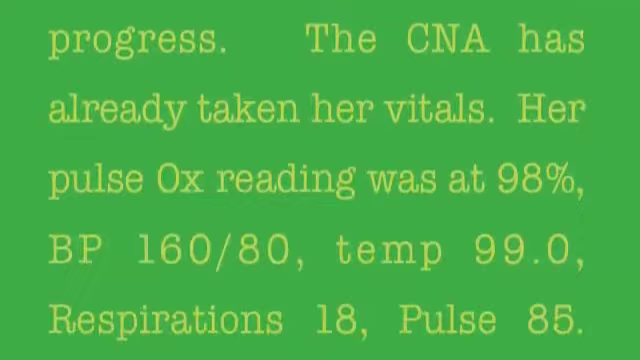 progress. The CNA has
already taken her vitals. Her
pulse Ox reading was at 98%,
BP 160/80, temp 99.0,
Respirations 18, Pulse 85.